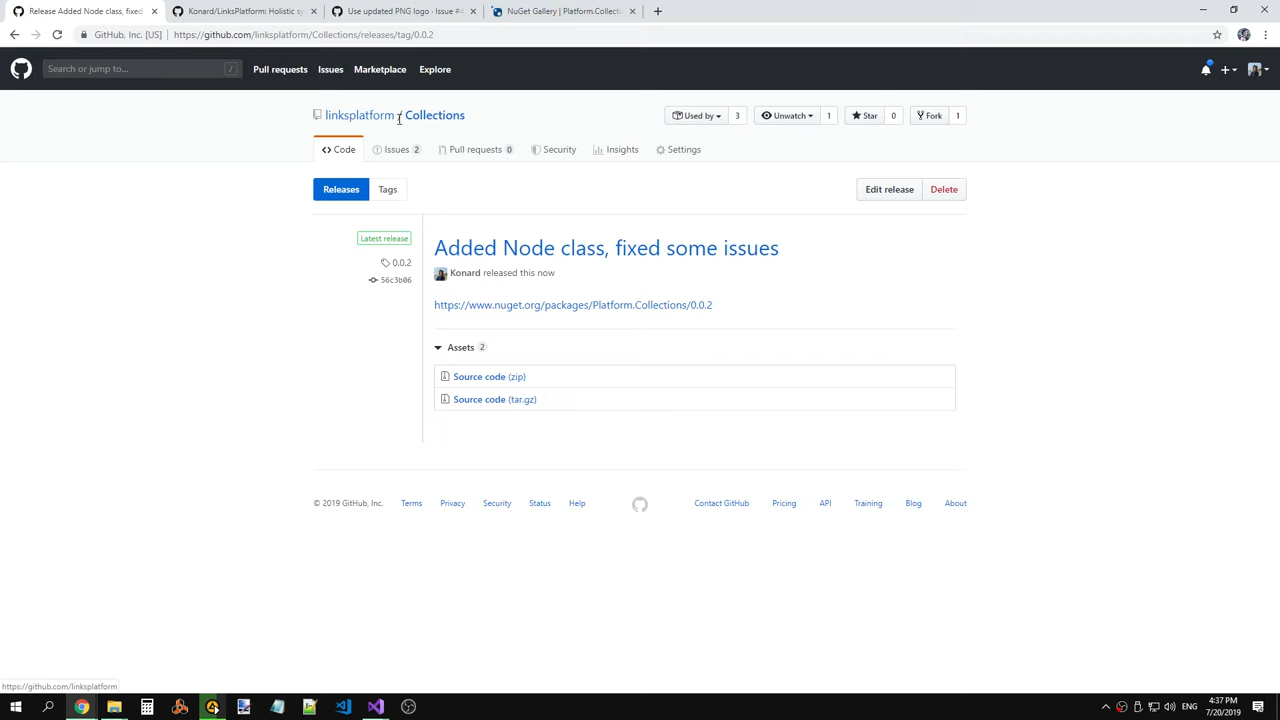 Release Added Node class, fixed
Konard/LinksPlatform: Holistic sy
Use updated PNG logo · Issue #4
NuGet Gallery | Platform.Collecti
GitHub, Inc. [US] | https://github.com/linksplatform/Collections/releases/tag/0.0.2
Search or jump to... /
Pull requests Issues Marketplace Explore
linksplatform / Collections
Used by 3 Unwatch 1 Star 0 Fork 1
Code Issues 2 Pull requests 0 Security Insights Settings
Releases Tags
Edit release Delete
Latest release
0.0.2
56c3b06
Added Node class, fixed some issues
Konard released this now
https://www.nuget.org/packages/Platform.Collections/0.0.2
Assets 2
Source code (zip)
Source code (tar.gz)
© 2019 GitHub, Inc. Terms Privacy Security Status Help Contact GitHub Pricing API Training Blog About
https://github.com/linksplatform
ENG
4:37 PM
7/20/2019